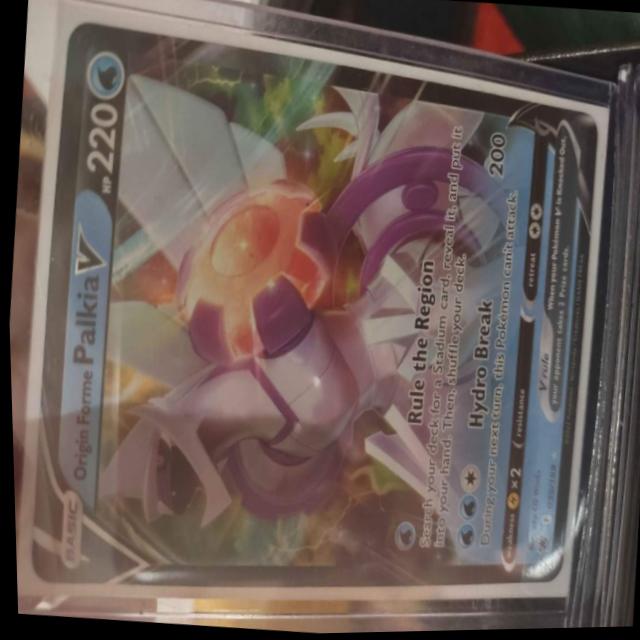 BASIC
Origin Forme Palkia V HP 220
Rule the Region
Search your deck for a Stadium card, reveal it, and put it
into your hand. Then, shuffle your deck.
Hydro Break 200
During your next turn, this Pokémon can't attack.
weakness ×2 resistance retreat
V rule When your Pokémon V is Knocked Out,
your opponent takes 2 Prize cards.